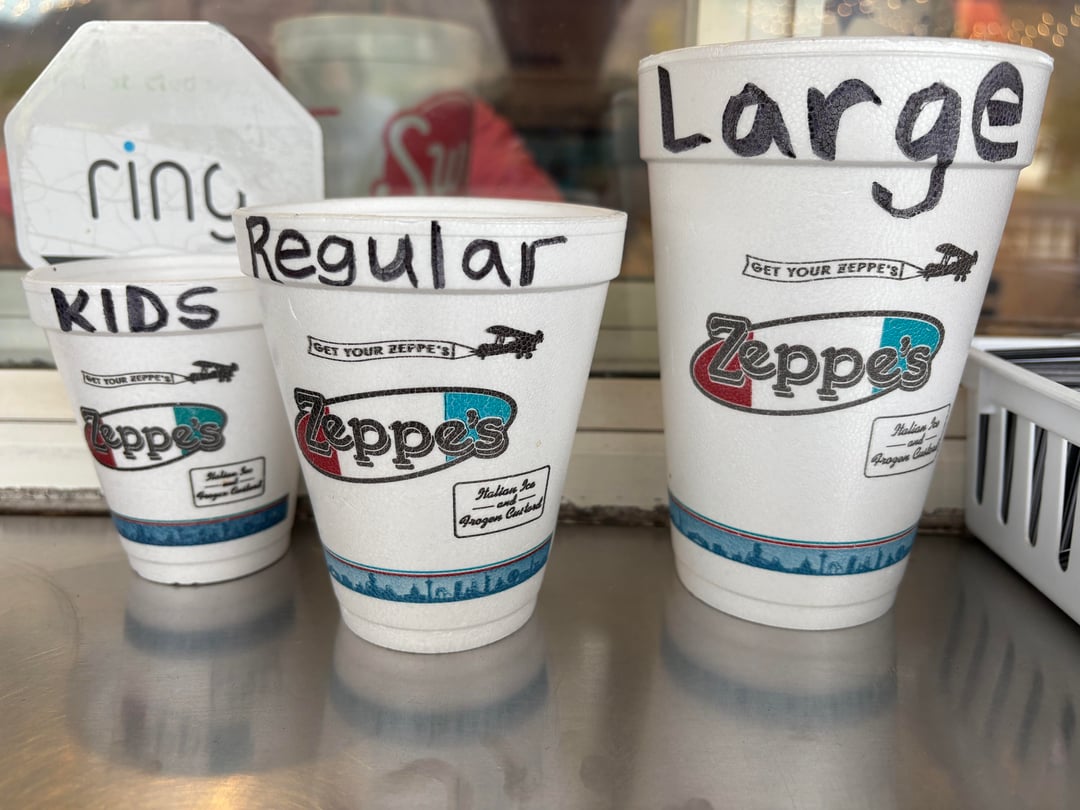 ring
KIDS
GET YOUR ZEPPE'S
Zeppe's
Italian Ice
and
Frozen Custard
Regular
GET YOUR ZEPPE'S
Zeppe's
Italian Ice
and
Frozen Custard
Large
GET YOUR ZEPPE'S
Zeppe's
Italian Ice
and
Frozen Custard